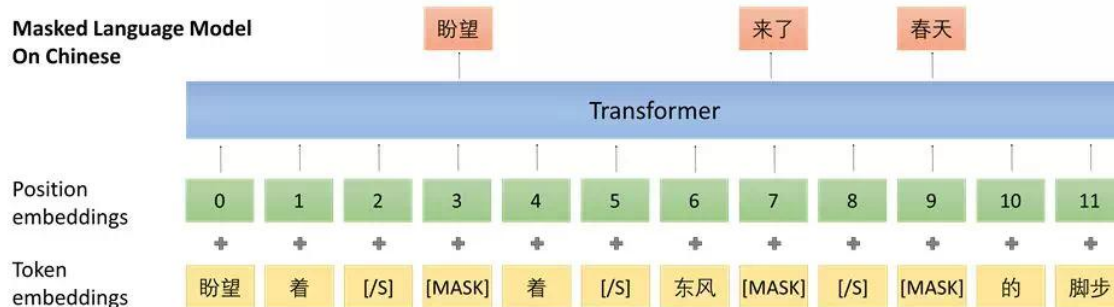 Masked Language Model
On Chinese
盼望 来了 春天
Transformer
Position
embeddings
0 1 2 3 4 5 6 7 8 9 10 11
Token
embeddings
盼望 着 [/S] [MASK] 着 [/S] 东风 [MASK] [/S] [MASK] 的 脚步